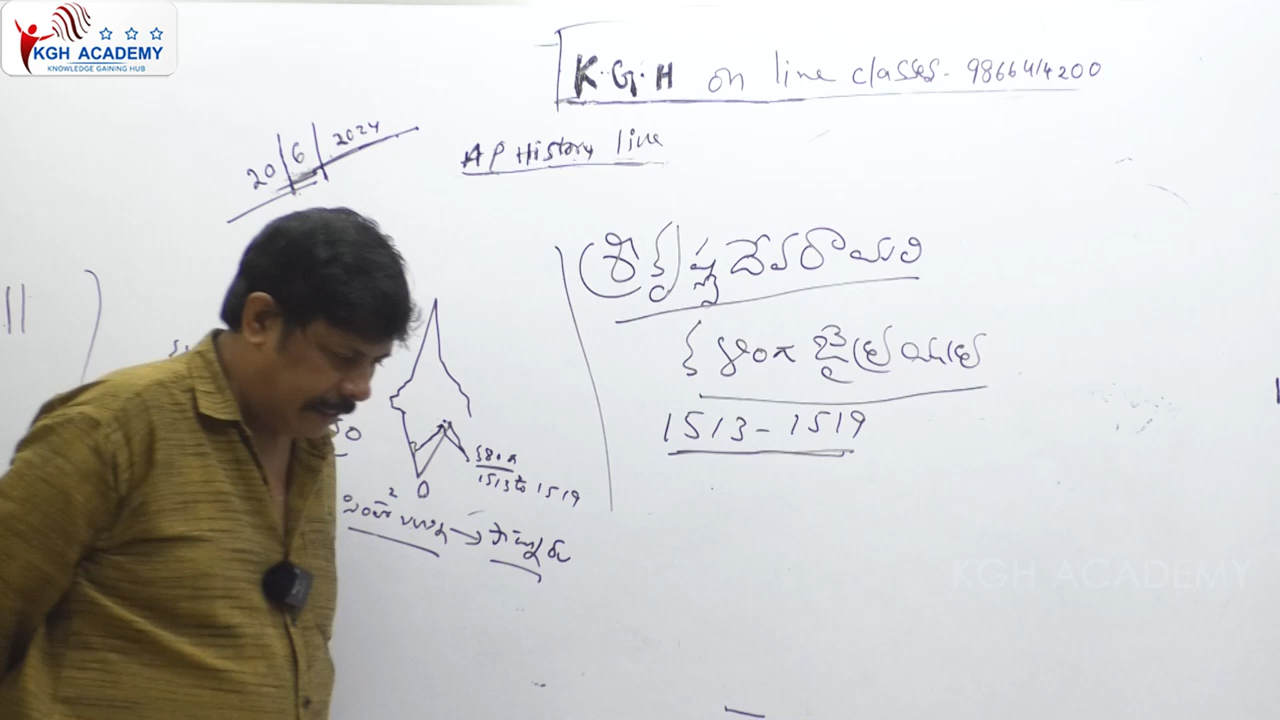 KGH ACADEMY
KNOWLEDGE GAINING HUB
K.G.H on line classes - 9866414200
20/6/2024
AP History line
శ్రీకృష్ణదేవరాయలి
కళింగ జైత్రయాత్ర
1513 - 1519
కళింగ
1513 to 1519
KGH ACADEMY